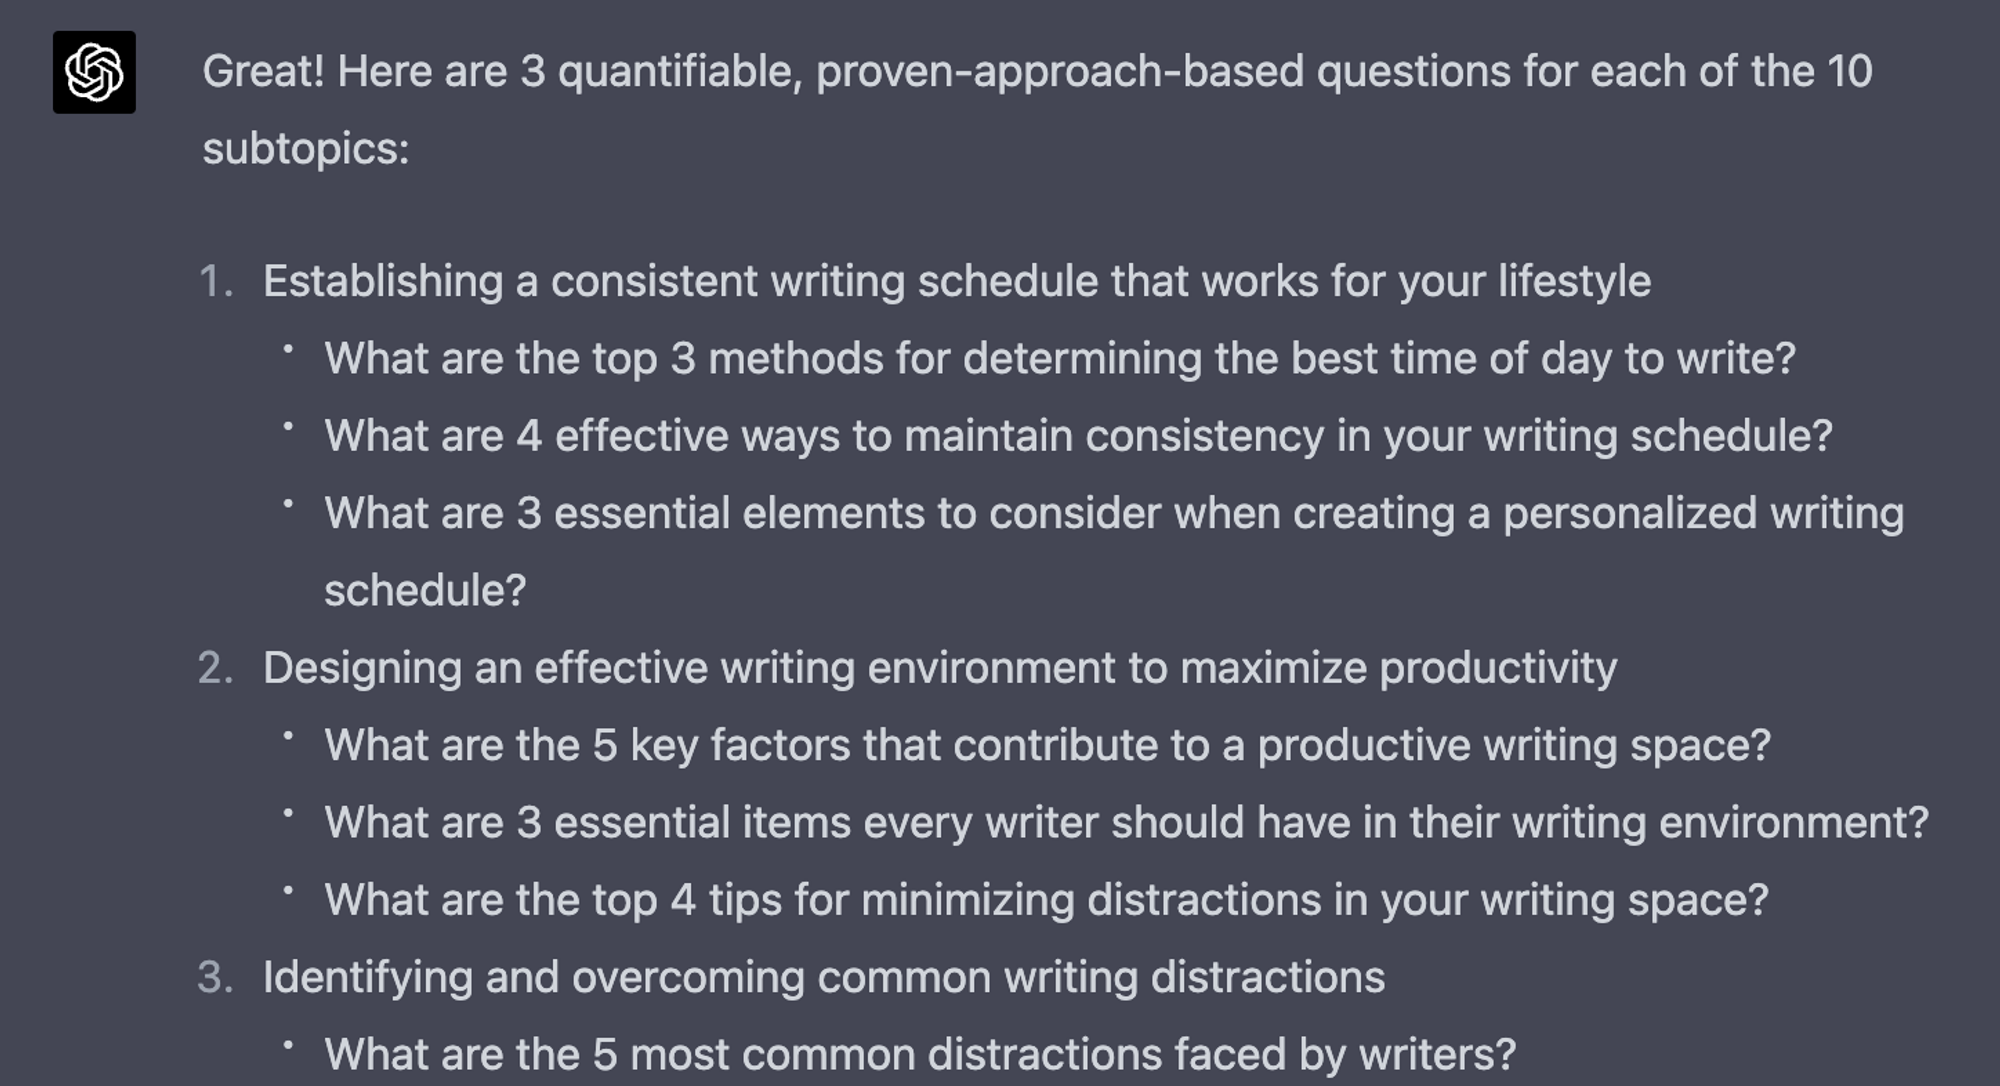 Great! Here are 3 quantifiable, proven-approach-based questions for each of the 10
subtopics:
1. Establishing a consistent writing schedule that works for your lifestyle
• What are the top 3 methods for determining the best time of day to write?
• What are 4 effective ways to maintain consistency in your writing schedule?
• What are 3 essential elements to consider when creating a personalized writing
schedule?
2. Designing an effective writing environment to maximize productivity
• What are the 5 key factors that contribute to a productive writing space?
• What are 3 essential items every writer should have in their writing environment?
• What are the top 4 tips for minimizing distractions in your writing space?
3. Identifying and overcoming common writing distractions
• What are the 5 most common distractions faced by writers?